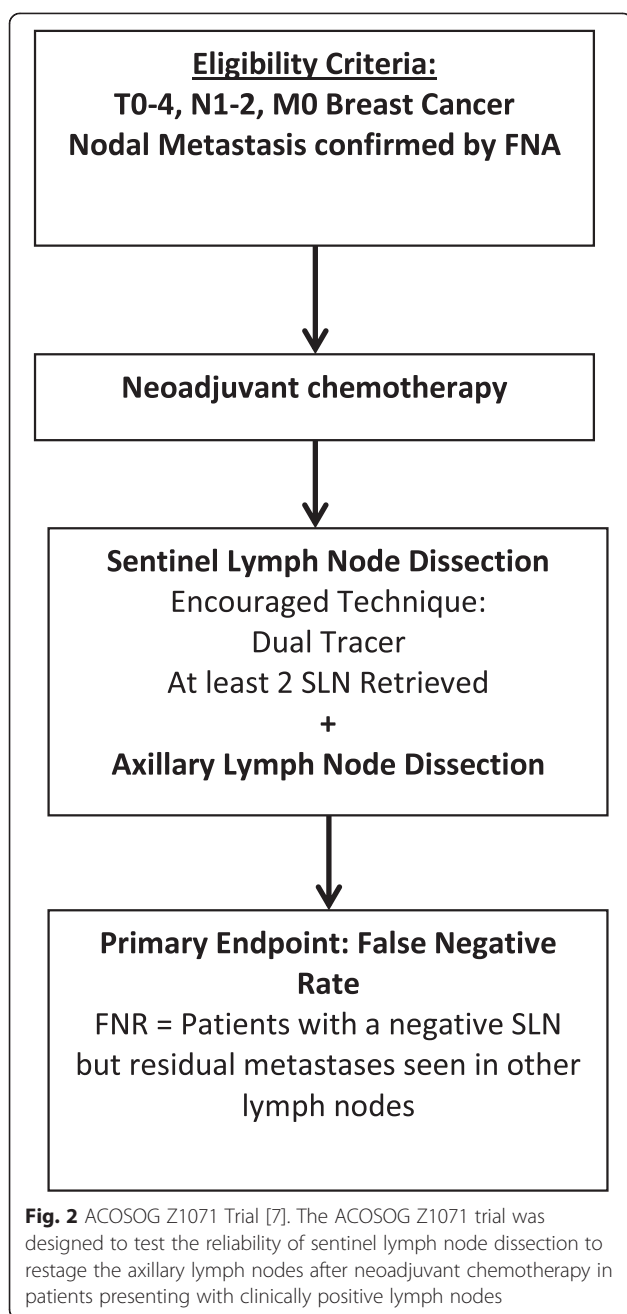 Eligibility Criteria:
T0-4, N1-2, M0 Breast Cancer
Nodal Metastasis confirmed by FNA
Neoadjuvant chemotherapy
Sentinel Lymph Node Dissection
Encouraged Technique:
Dual Tracer
At least 2 SLN Retrieved
+
Axillary Lymph Node Dissection
Primary Endpoint: False Negative
Rate
FNR = Patients with a negative SLN
but residual metastases seen in other
lymph nodes
Fig. 2 ACOSOG Z1071 Trial [7]. The ACOSOG Z1071 trial was
designed to test the reliability of sentinel lymph node dissection to
restage the axillary lymph nodes after neoadjuvant chemotherapy in
patients presenting with clinically positive lymph nodes